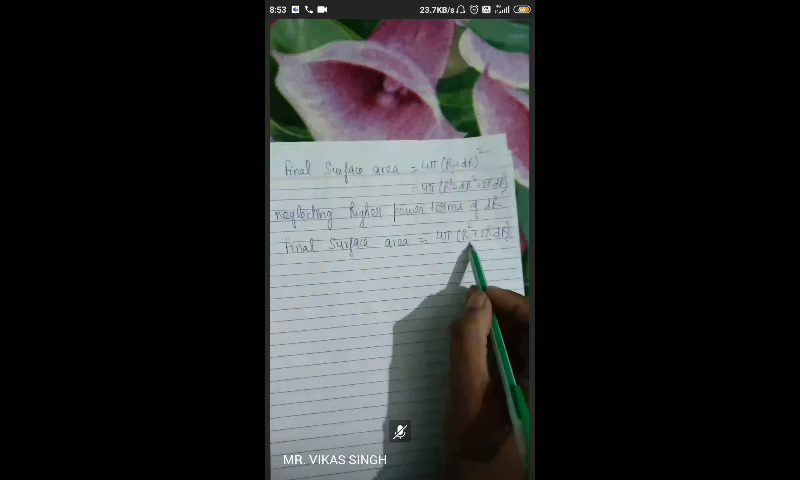 8:53 23.7KB/s
Final Surface area = 4π (R+dR)²
= 4π (R²+dR²+2RdR)
neglecting higher power terms of dR
Final Surface area = 4π (R²+2RdR)
MR. VIKAS SINGH